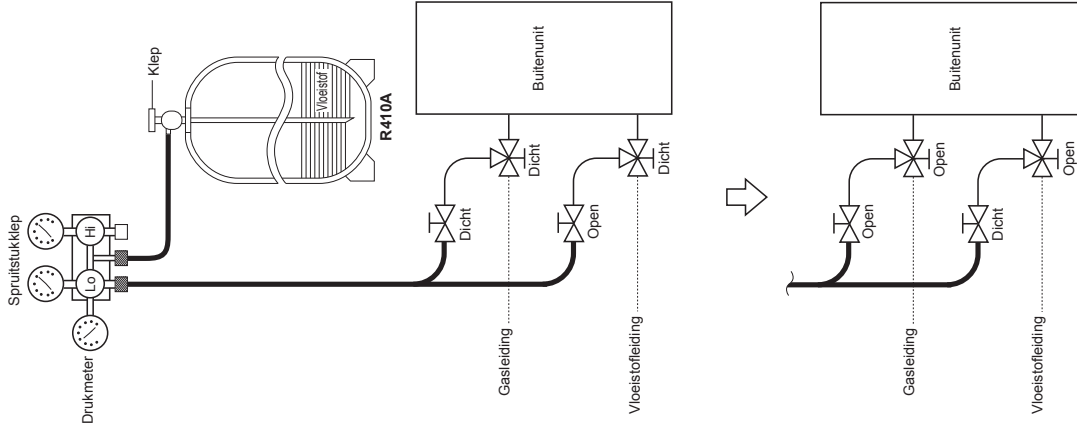 Spruitstukklep
Drukmeter
Lo
Hi
Klep
Vloeistof
R410A
Buitenunit
Dicht
Dicht
Dicht
Open
Gasleiding
Vloeistofleiding
Buitenunit
Open
Open
Open
Dicht
Gasleiding
Vloeistofleiding